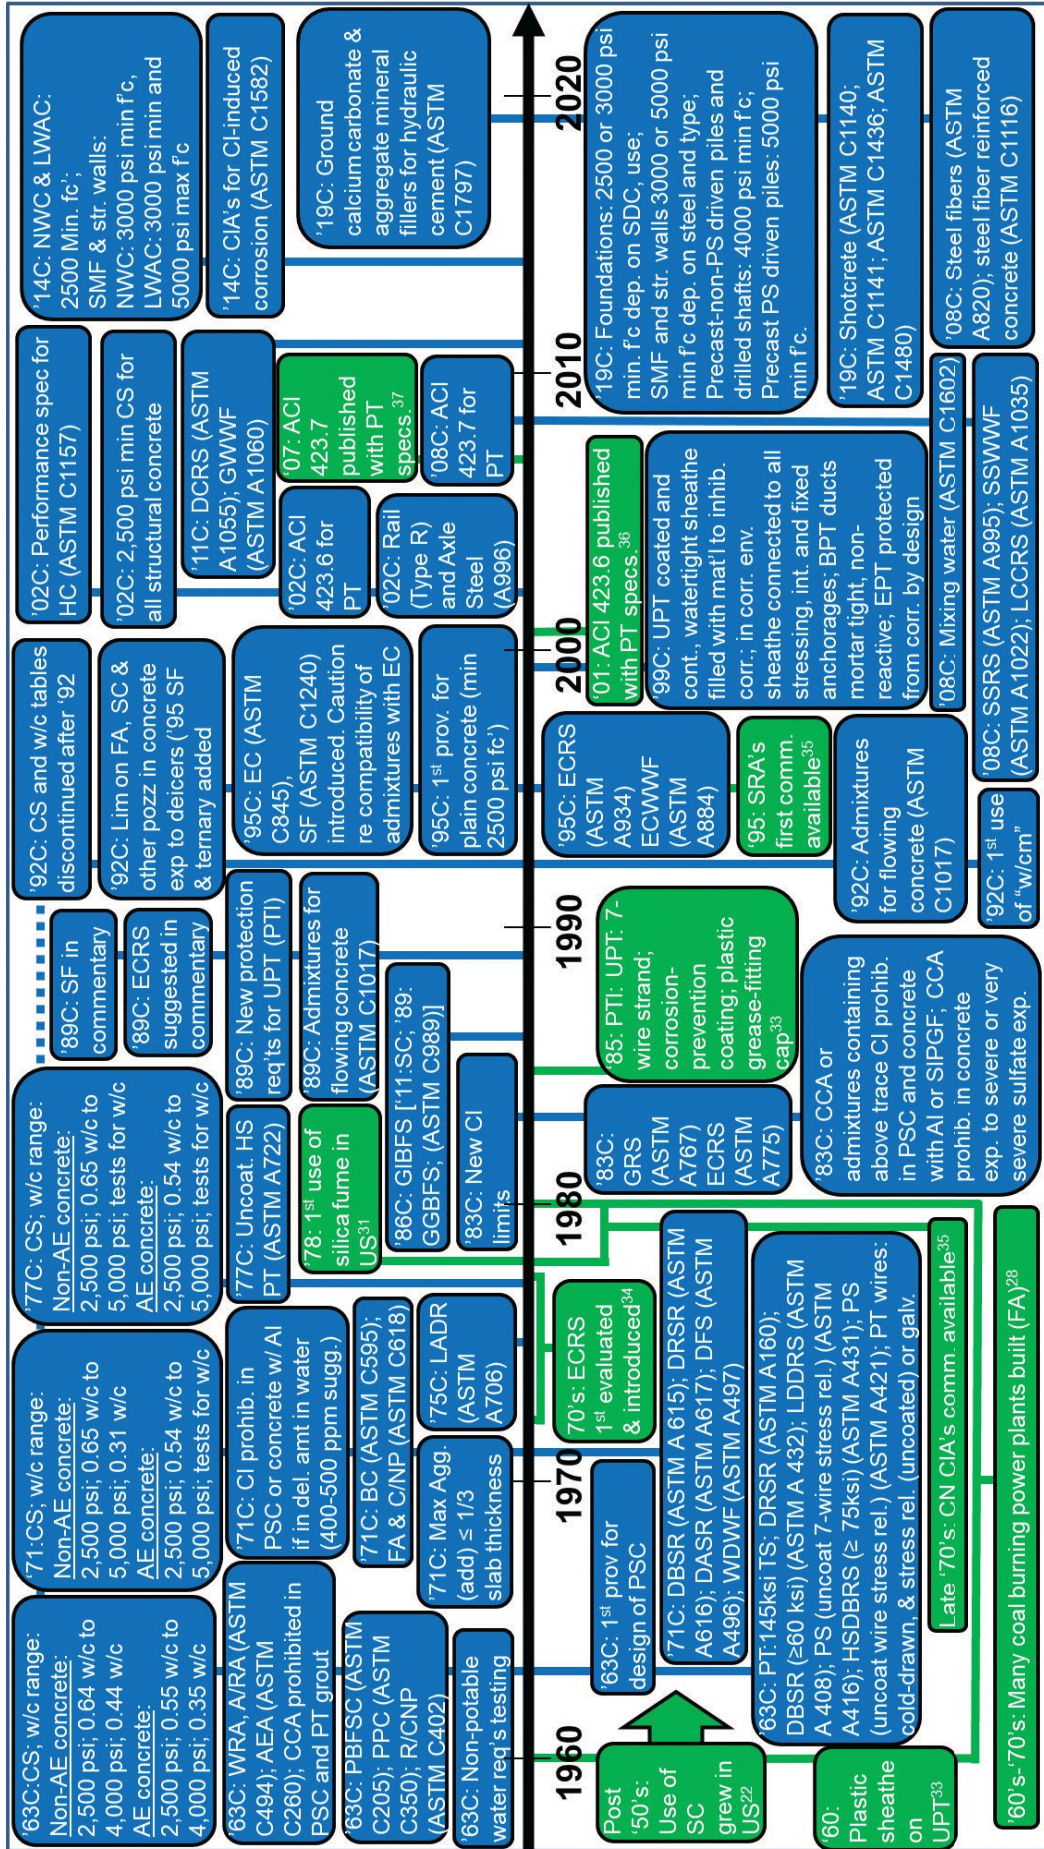 '63C:CS; w/c range:
Non-AE concrete:
2,500 psi; 0.64 w/c to
4,000 psi; 0.44 w/c
AE concrete:
2,500 psi; 0.55 w/c to
4,000 psi; 0.35 w/c
'71:CS; w/c range:
Non-AE concrete:
2,500 psi; 0.65 w/c to
5,000 psi; 0.31 w/c
AE concrete:
2,500 psi; 0.54 w/c to
5,000 psi; tests for w/c
'77C: CS; w/c range:
Non-AE concrete:
2,500 psi; 0.65 w/c to
5,000 psi; tests for w/c
AE concrete:
2,500 psi; 0.54 w/c to
5,000 psi; tests for w/c
'89C: SF in
commentary
'89C: ECRS
suggested in
commentary
'92C: CS and w/c tables
discontinued after '92
'92C: Lim on FA, SC &
other pozz in concrete
exp to deicers ('95 SF
& ternary added
'02C: Performance spec for
HC (ASTM C1157)
'02C: 2,500 psi min CS for
all structural concrete
'14C: NWC & LWAC:
2500 Min. fc';
SMF & str. walls:
NWC: 3000 psi min f'c,
LWAC: 3000 psi min and
5000 psi max f'c
'63C: WRA, A/RA (ASTM
C494); AEA (ASTM
C260); CCA prohibited in
PSC and PT grout
'71C: Cl prohib. in
PSC or concrete w/ Al
if in del. amt in water
(400-500 ppm sugg.)
'77C: Uncoat. HS
PT (ASTM A722)
'89C: New protection
req'ts for UPT (PTI)
'95C: EC (ASTM
C845),
SF (ASTM C1240)
introduced. Caution
re compatibility of
admixtures with EC
'11C: DCRS (ASTM
A1055); GWWF
(ASTM A1060)
'14C: CIA's for Cl-induced
corrosion (ASTM C1582)
'63C: PBFSC (ASTM
C205); PPC (ASTM
C350); R/CNP
(ASTM C402)
'71C: BC (ASTM C595);
FA & C/NP (ASTM C618)
'78: 1st use of
silica fume in
US31
'89C: Admixtures for
flowing concrete
(ASTM C1017)
'02C: ACI
423.6 for
PT
'07: ACI
423.7
published
with PT
specs.37
'19C: Ground
calcium carbonate &
aggregate mineral
fillers for hydraulic
cement (ASTM
C1797)
'63C: Non-potable
water req's testing
'71C: Max Agg.
(add) ≤ 1/3
slab thickness
'75C: LADR
(ASTM
A706)
'86C: GIBFS ['11:SC; '89:
GGBFS; (ASTM C989)]
'83C: New Cl
limits
'95C: 1st prov. for
plain concrete (min
2500 psi fc')
'02C: Rail
(Type R)
and Axle
Steel
(A996)
'08C: ACI
423.7 for
PT
1960
1970
1980
1990
2000
2010
2020
Post
'50's:
Use of
SC
grew in
US22
'63C: 1st prov for
design of PSC
70's: ECRS
1st evaluated
& introduced34
'83C:
GRS
(ASTM
A767)
ECRS
(ASTM
A775)
'85: PTI: UPT: 7-
wire strand;
corrosion-
prevention
coating; plastic
grease-fitting
cap33
'95C: ECRS
(ASTM
A934)
ECWWF
(ASTM
A884)
'01: ACI 423.6 published
with PT specs.36
'19C: Foundations: 2500 or 3000 psi
min. f'c dep. on SDC, use;
SMF and str. walls 3000 or 5000 psi
min f'c dep. on steel and type;
Precast-non-PS driven piles and
drilled shafts: 4000 psi min f'c;
Precast PS driven piles: 5000 psi
min f'c.
'71C: DBSR (ASTM A 615); DRSR (ASTM
A616); DASR (ASTM A617); DFS (ASTM
A496); WDWF (ASTM A497)
'99C: UPT coated and
cont., watertight sheathe
filled with mat'l to inhib.
corr.; in corr. env.
sheathe connected to all
stressing, int. and fixed
anchorages; BPT ducts
mortar tight, non-
reactive; EPT protected
from corr. by design
'95: SRA's
first comm.
available35
'63C: PT:145ksi TS; DRSR (ASTM A160);
DBSR (≥60 ksi) (ASTM A 432); LDDRS (ASTM
A 408); PS (uncoat 7-wire stress rel.) (ASTM
A416); HSDBRS (≥ 75ksi) (ASTM A431); PS
(uncoat wire stress rel.) (ASTM A421); PT wires:
cold-drawn, & stress rel. (uncoated) or galv.
'83C: CCA or
admixtures containing
above trace Cl prohib.
in PSC and concrete
with Al or SIPGF; CCA
prohib. in concrete
exp. to severe or very
severe sulfate exp.
'92C: Admixtures
for flowing
concrete (ASTM
C1017)
'19C: Shotcrete (ASTM C1140;
ASTM C1141; ASTM C1436; ASTM
C1480)
'60:
Plastic
sheathe
on
UPT33
Late '70's: CN CIA's comm. available35
'08C: Mixing water (ASTM C1602)
'08C: Steel fibers (ASTM
A820); steel fiber reinforced
concrete (ASTM C1116)
'60's-'70's: Many coal burning power plants built (FA)28
'92C: 1st use
of "w/cm"
'08C: SSRS (ASTM A995); SSWWF
(ASTM A1022; LCCRS (ASTM A1035)